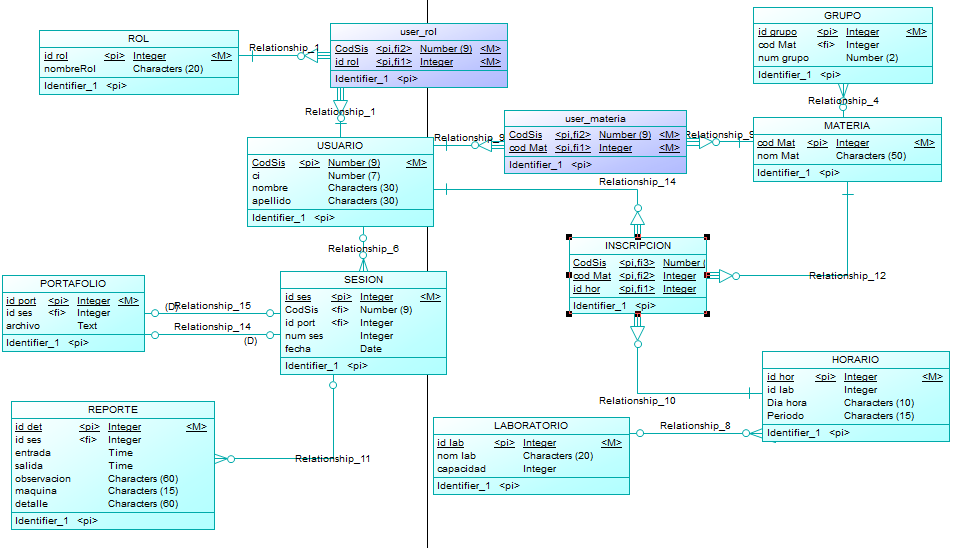 ROL
id rol <pi> Integer <M>
nombreRol Characters (20)
Identifier_1 <pi>
Relationship_1
user_rol
CodSis <pi,fi2> Number (9) <M>
id rol <pi,fi1> Integer <M>
Identifier_1 <pi>
Relationship_1
GRUPO
id grupo <pi> Integer <M>
cod Mat <fi> Integer
num grupo Number (2)
Identifier_1 <pi>
Relationship_4
user_materia
CodSis <pi,fi2> Number (9) <M>
cod Mat <pi,fi1> Integer <M>
Identifier_1 <pi>
Relationship_9
Relationship_9
MATERIA
cod Mat <pi> Integer <M>
nom Mat Characters (50)
Identifier_1 <pi>
USUARIO
CodSis <pi> Number (9) <M>
ci Number (7)
nombre Characters (30)
apellido Characters (30)
Identifier_1 <pi>
Relationship_14
Relationship_6
INSCRIPCION
CodSis <pi,fi3> Number (
cod Mat <pi,fi2> Integer
id hor <pi,fi1> Integer
Identifier_1 <pi>
Relationship_12
PORTAFOLIO
id port <pi> Integer <M>
id ses <fi> Integer
archivo Text
Identifier_1 <pi>
(D)
Relationship_15
Relationship_14
(D)
SESION
id ses <pi> Integer <M>
CodSis <fi> Number (9)
id port <fi> Integer
num ses Integer
fecha Date
Identifier_1 <pi>
HORARIO
id hor <pi> Integer <M>
id lab Integer
Dia hora Characters (10)
Periodo Characters (15)
Identifier_1 <pi>
Relationship_10
REPORTE
id det <pi> Integer <M>
id ses <fi> Integer
entrada Time
salida Time
observacion Characters (60)
maquina Characters (15)
detalle Characters (60)
Identifier_1 <pi>
Relationship_11
LABORATORIO
id lab <pi> Integer <M>
nom lab Characters (20)
capacidad Integer
Identifier_1 <pi>
Relationship_8